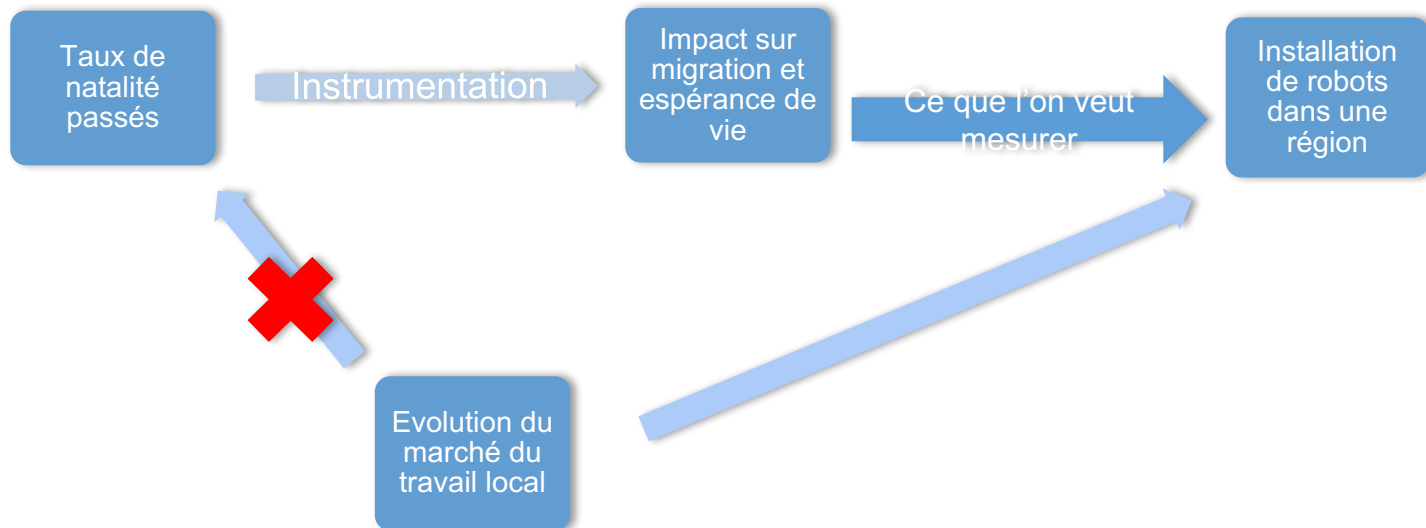 Taux de
natalité
passés
Instrumentation
Impact sur
migration et
espérance de
vie
Ce que l’on veut
mesurer
Installation
de robots
dans une
région
Evolution du
marché du
travail local